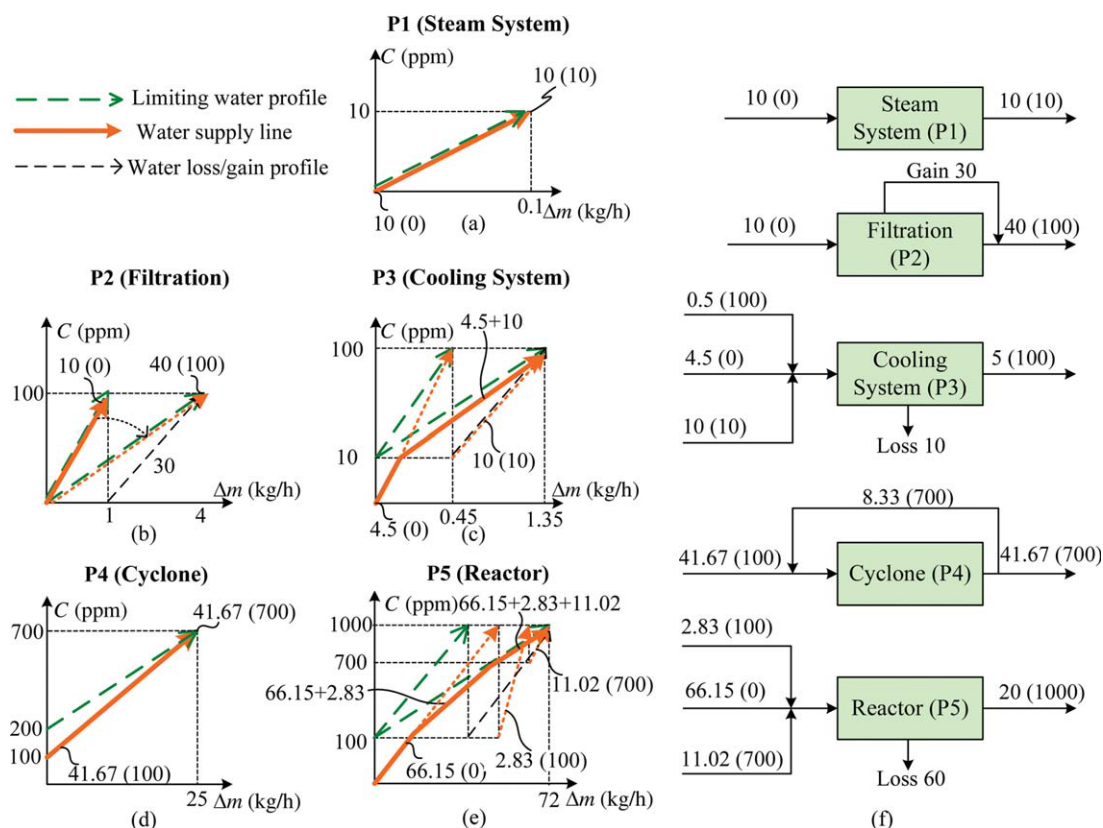 P1 (Steam System)
C (ppm)
10 (10)
10
0.1
Δm (kg/h)
10 (0)
(a)
Limiting water profile
Water supply line
Water loss/gain profile
P2 (Filtration)
C (ppm)
10 (0)
40 (100)
100
30
1
4
Δm (kg/h)
(b)
P3 (Cooling System)
C (ppm)
4.5+10
100
10
10 (10)
4.5 (0)
0.45
1.35
Δm (kg/h)
(c)
P4 (Cyclone)
C (ppm)
41.67 (700)
700
200
100
41.67 (100)
25
Δm (kg/h)
(d)
P5 (Reactor)
C (ppm)
66.15+2.83+11.02
1000
700
66.15+2.83
11.02 (700)
100
2.83 (100)
66.15 (0)
72
Δm (kg/h)
(e)
10 (0)
Steam
System (P1)
10 (10)
Gain 30
10 (0)
Filtration
(P2)
40 (100)
0.5 (100)
4.5 (0)
10 (10)
Cooling
System (P3)
5 (100)
Loss 10
8.33 (700)
41.67 (100)
Cyclone (P4)
41.67 (700)
2.83 (100)
66.15 (0)
11.02 (700)
Reactor (P5)
20 (1000)
Loss 60
(f)